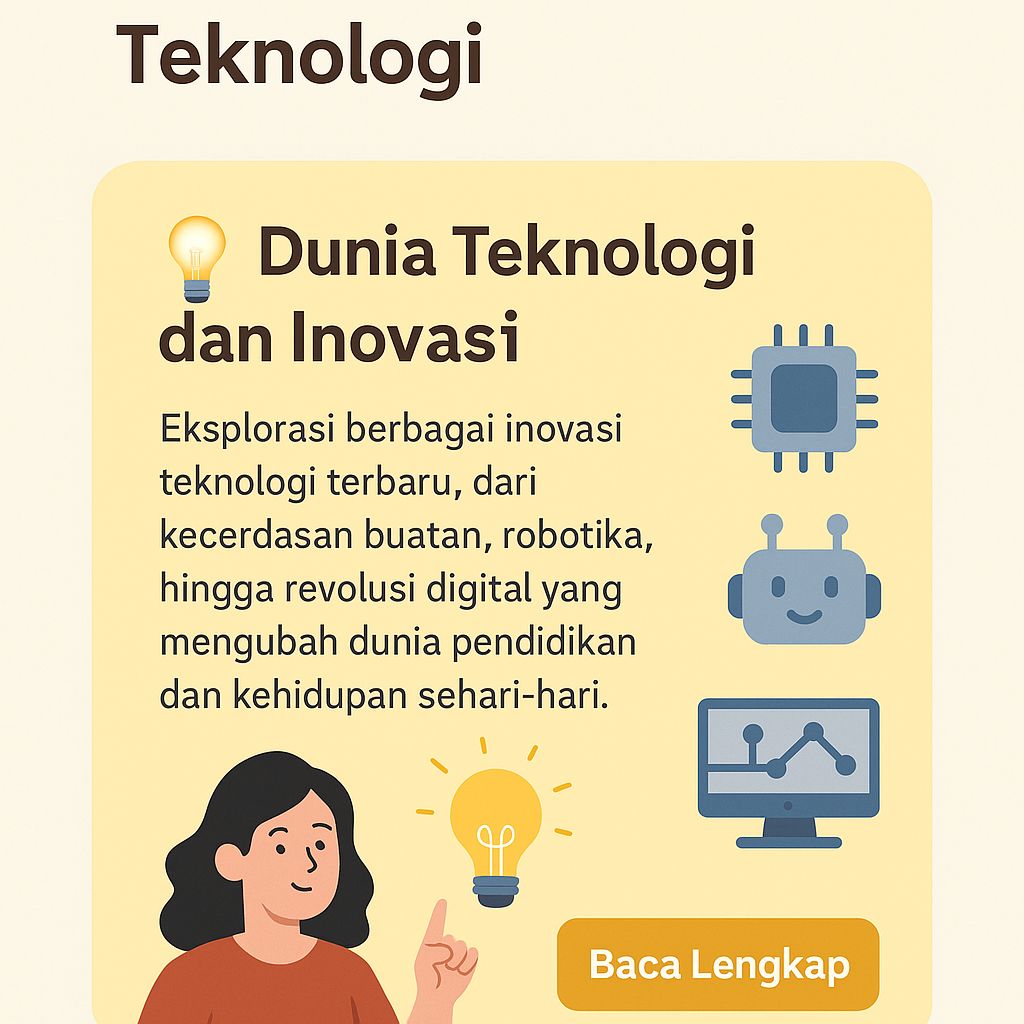 Teknologi
Dunia Teknologi
dan Inovasi
Eksplorasi berbagai inovasi
teknologi terbaru, dari
kecerdasan buatan, robotika,
hingga revolusi digital yang
mengubah dunia pendidikan
dan kehidupan sehari-hari.
Baca Lengkap